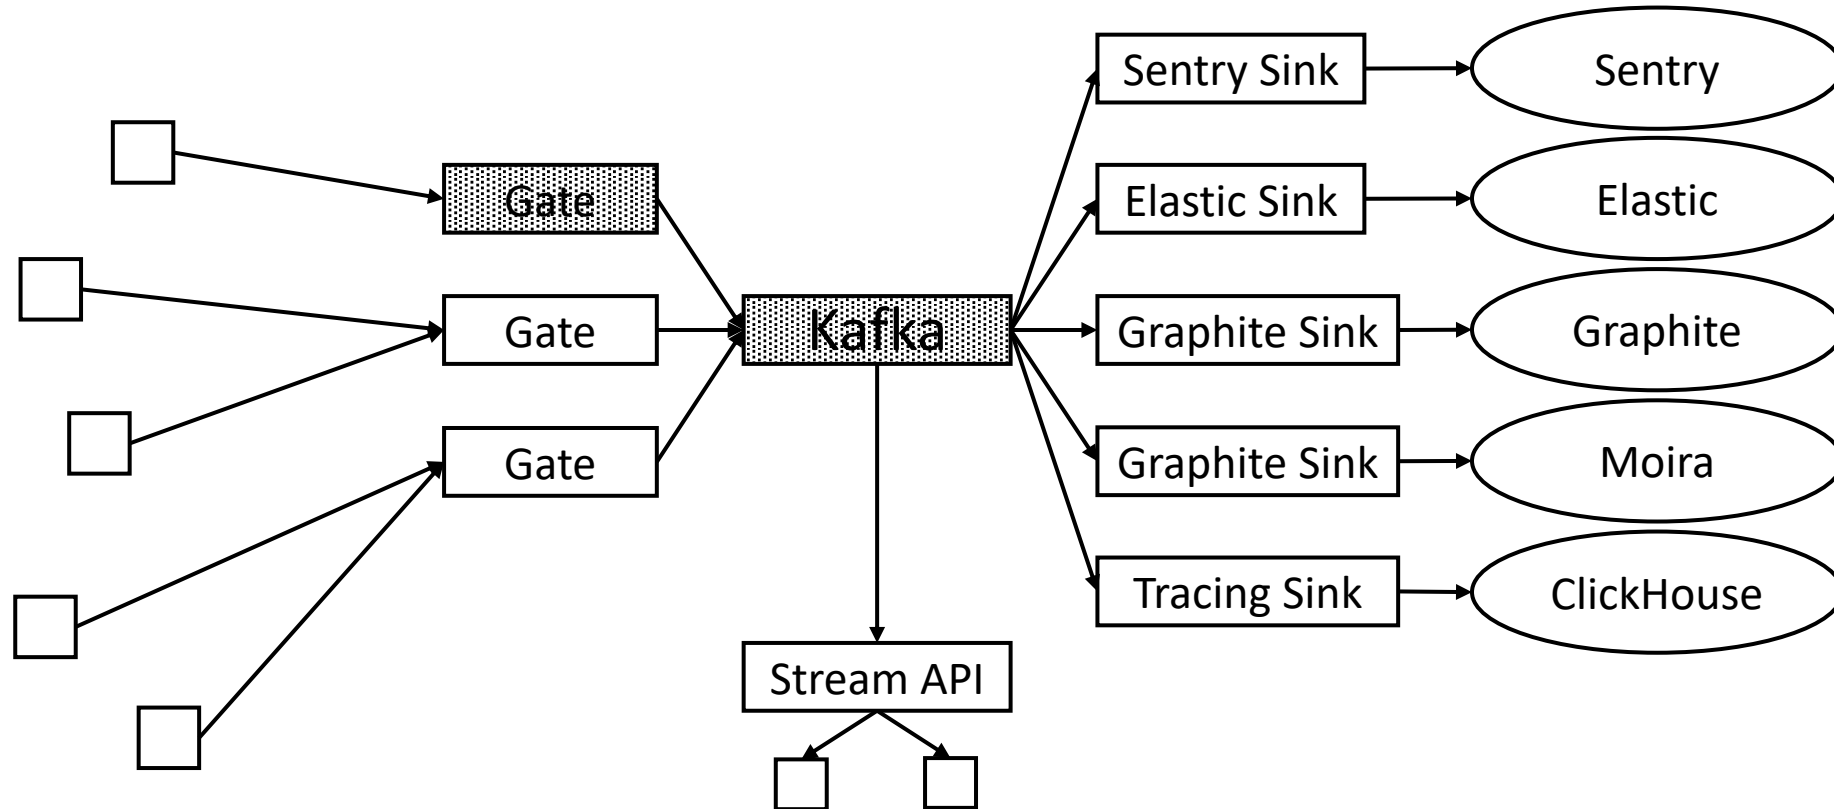 Sentry Sink
Sentry
Gate
Elastic Sink
Elastic
Gate
Kafka
Graphite Sink
Graphite
Gate
Graphite Sink
Moira
Tracing Sink
ClickHouse
Stream API